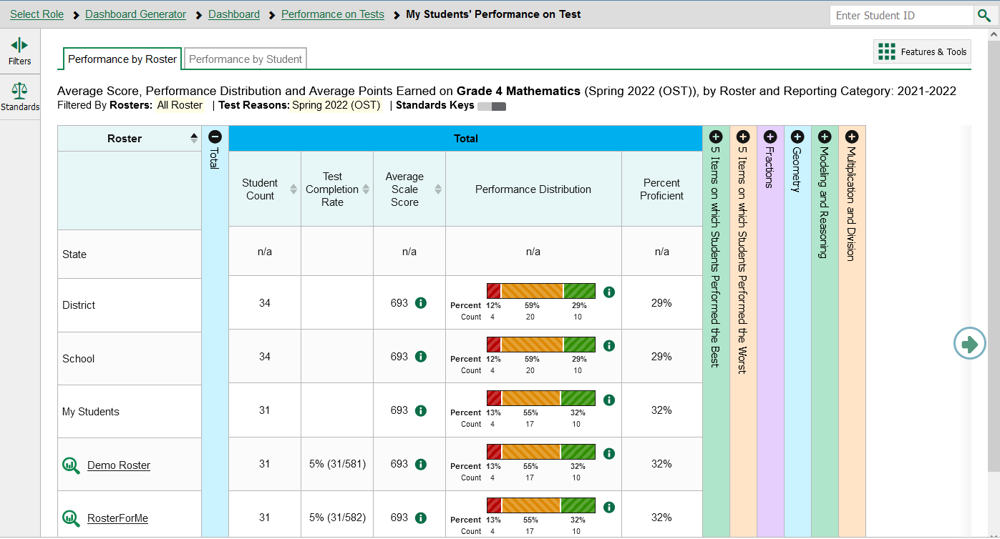 Select Role > Dashboard Generator > Dashboard > Performance on Tests > My Students' Performance on Test
Enter Student ID
Filters
Standards
Performance by Roster
Performance by Student
Features & Tools
Average Score, Performance Distribution and Average Points Earned on Grade 4 Mathematics (Spring 2022 (OST)), by Roster and Reporting Category: 2021-2022
Filtered By Rosters: All Roster | Test Reasons: Spring 2022 (OST) | Standards Keys
Roster
Total
Total
Student Count
Test Completion Rate
Average Scale Score
Performance Distribution
Percent Proficient
5 Items on which Students Performed the Best
5 Items on which Students Performed the Worst
Fractions
Geometry
Modeling and Reasoning
Multiplication and Division
State n/a n/a n/a n/a
District 34 693 29%
Percent 12% 59% 29%
Count 4 20 10
School 34 693 29%
Percent 12% 59% 29%
Count 4 20 10
My Students 31 693 32%
Percent 13% 55% 32%
Count 4 17 10
Demo Roster 31 5% (31/581) 693 32%
Percent 13% 55% 32%
Count 4 17 10
RosterForMe 31 5% (31/582) 693 32%
Percent 13% 55% 32%
Count 4 17 10